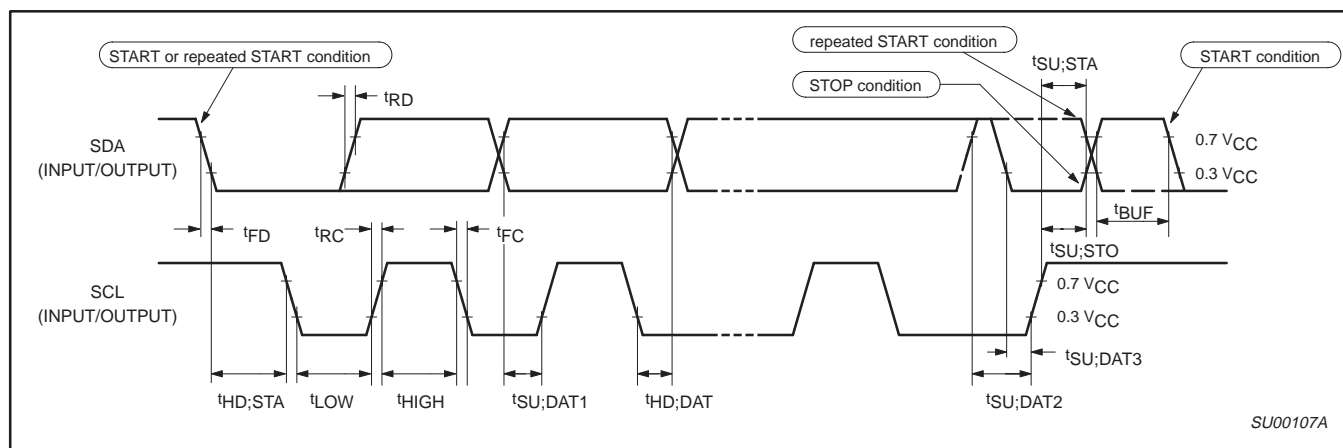 repeated START condition
START or repeated START condition
tSU;STA
START condition
STOP condition
tRD
SDA
(INPUT/OUTPUT)
0.7 VCC
0.3 VCC
tFD
tRC
tFC
tBUF
tSU;STO
SCL
(INPUT/OUTPUT)
0.7 VCC
0.3 VCC
tSU;DAT3
tHD;STA
tLOW
tHIGH
tSU;DAT1
tHD;DAT
tSU;DAT2
SU00107A